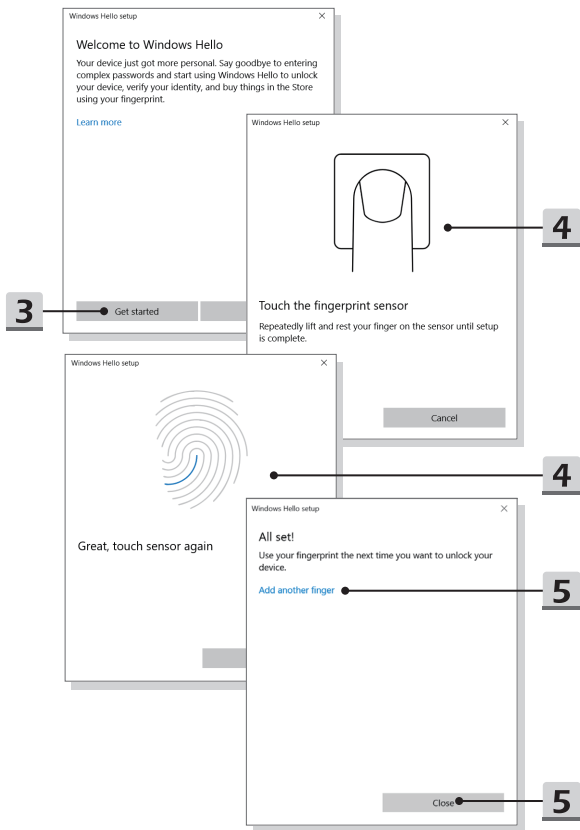 Windows Hello setup
Welcome to Windows Hello
Your device just got more personal. Say goodbye to entering
complex passwords and start using Windows Hello to unlock
your device, verify your identity, and buy things in the Store
using your fingerprint.
Learn more
3
Get started
Windows Hello setup
4
Touch the fingerprint sensor
Repeatedly lift and rest your finger on the sensor until setup
is complete.
Cancel
Windows Hello setup
4
Great, touch sensor again
Windows Hello setup
All set!
Use your fingerprint the next time you want to unlock your
device.
Add another finger
5
Close
5